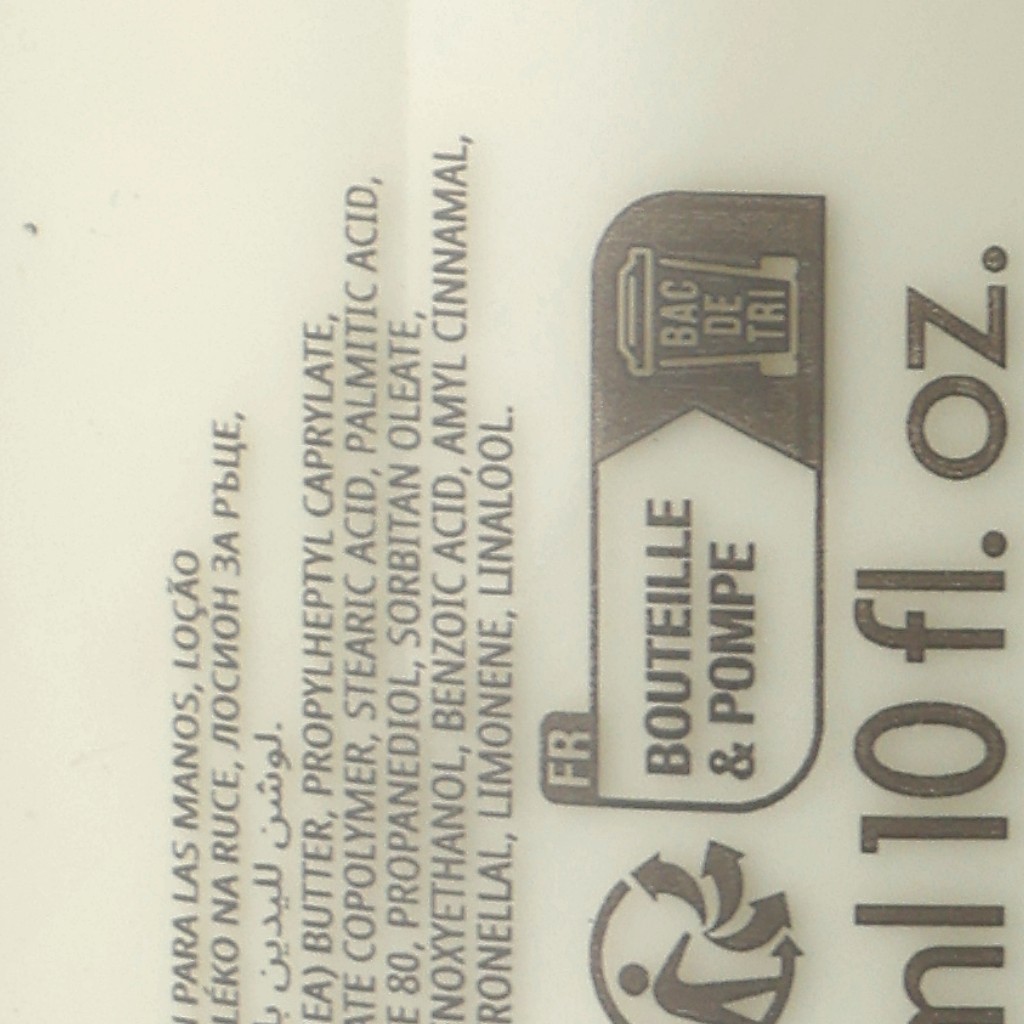 PARA LAS MANOS, LOÇÃO
LÉKO NA RUCE, ЛОСИОН ЗА РЪЦЕ,
لوشن لليدين
EA) BUTTER, PROPYLHEPTYL CAPRYLATE,
ATE COPOLYMER, STEARIC ACID, PALMITIC ACID,
E 80, PROPANEDIOL, SORBITAN OLEATE,
ENOXYETHANOL, BENZOIC ACID, AMYL CINNAMAL,
RONELLAL, LIMONENE, LINALOOL.
FR
BOUTEILLE
& POMPE
BAC
DE
TRI
ml 10 fl. oz.